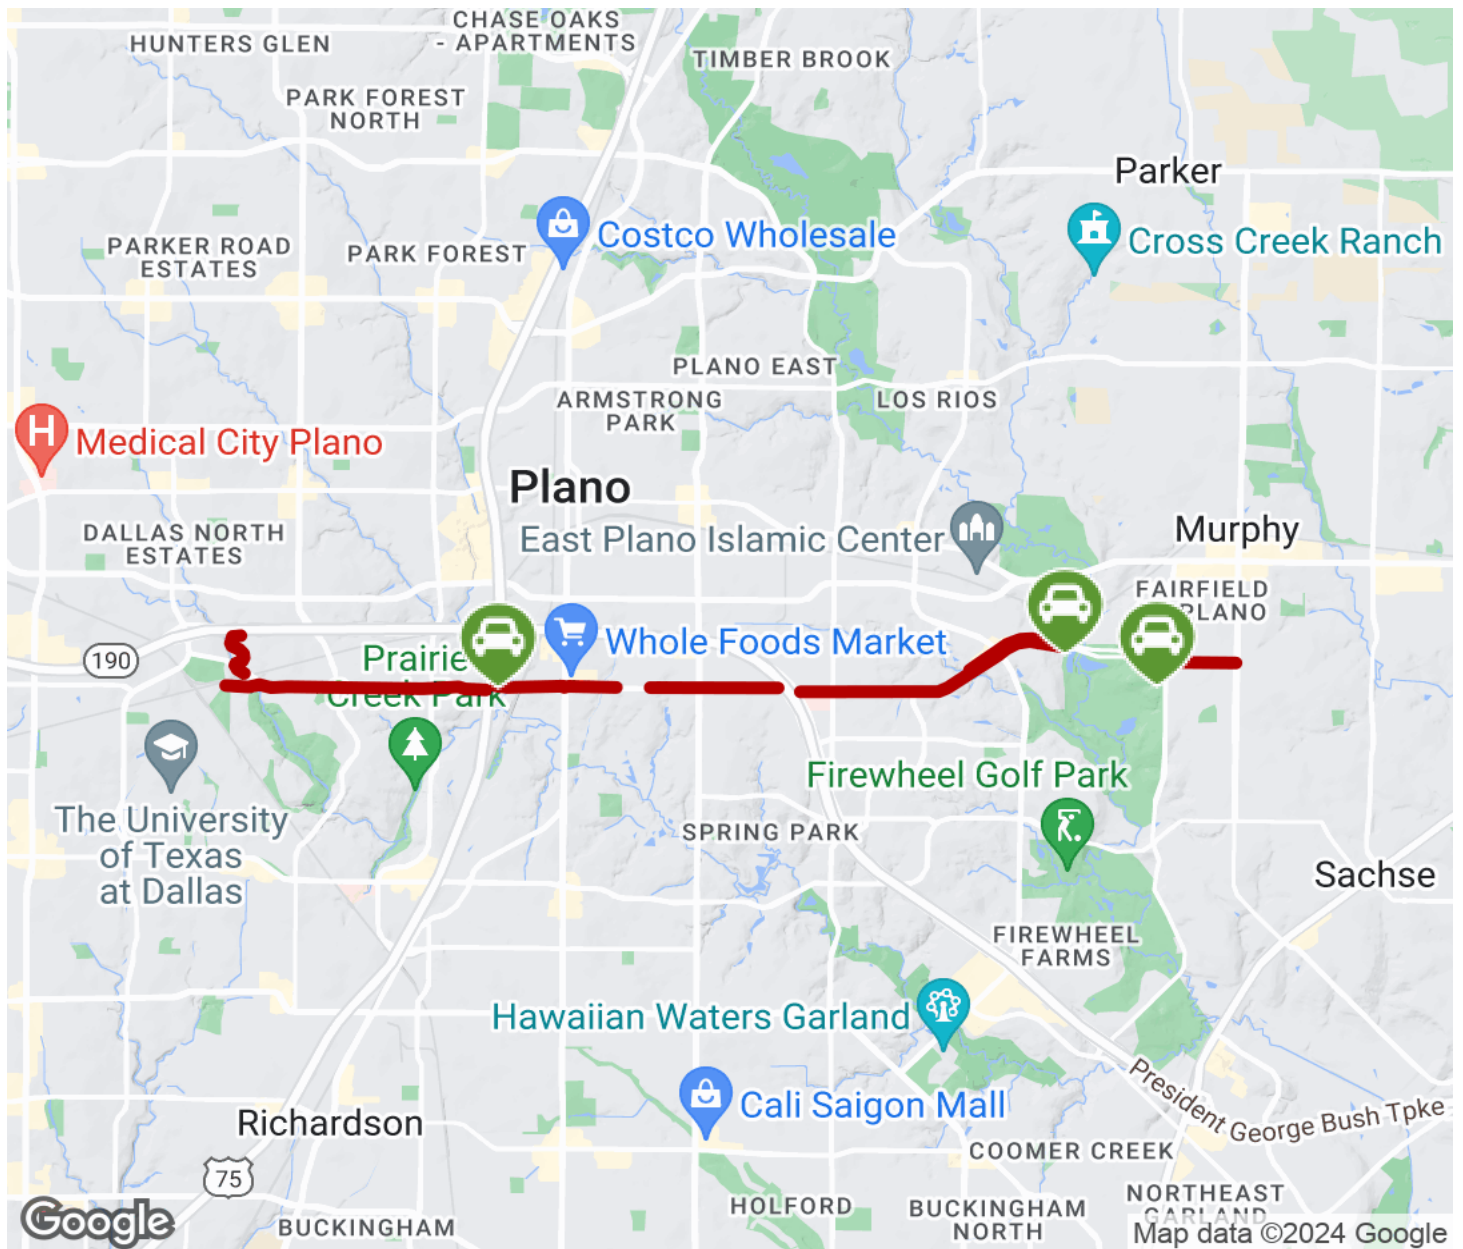 CHASE OAKS
- APARTMENTS
HUNTERS GLEN
TIMBER BROOK
PARK FOREST
NORTH
Parker
PARKER ROAD
ESTATES
PARK FOREST
Costco Wholesale
Cross Creek Ranch
PLANO EAST
ARMSTRONG
PARK
LOS RIOS
H
Medical City Plano
Plano
DALLAS NORTH
ESTATES
East Plano Islamic Center
Murphy
FAIRFIELD
PLANO
190
Prairie
Creek Park
Whole Foods Market
The University
of Texas
at Dallas
Firewheel Golf Park
SPRING PARK
Sachse
FIREWHEEL
FARMS
Hawaiian Waters Garland
President George Bush Tpke
Cali Saigon Mall
Richardson
COOMER CREEK
75
HOLFORD
BUCKINGHAM
NORTH
NORTHEAST
GARLAND
BUCKINGHAM
Google
Map data ©2024 Google